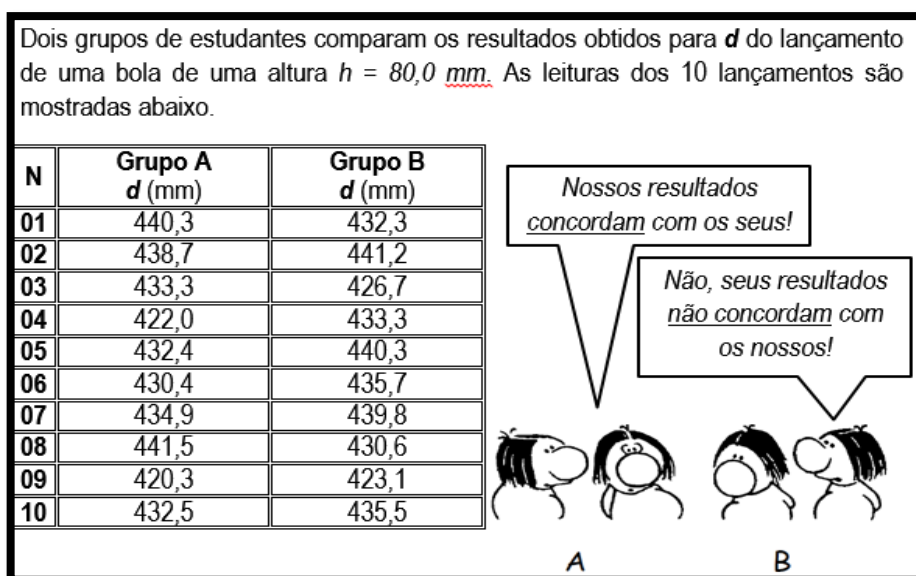 Dois grupos de estudantes comparam os resultados obtidos para d do lançamento
de uma bola de uma altura h = 80,0 mm. As leituras dos 10 lançamentos são
mostradas abaixo.
N Grupo A Grupo B
d (mm) d (mm)
01 440,3 432,3
02 438,7 441,2
03 433,3 426,7
04 422,0 433,3
05 432,4 440,3
06 430,4 435,7
07 434,9 439,8
08 441,5 430,6
09 420,3 423,1
10 432,5 435,5
Nossos resultados
concordam com os seus!
Não, seus resultados
não concordam com
os nossos!
A B